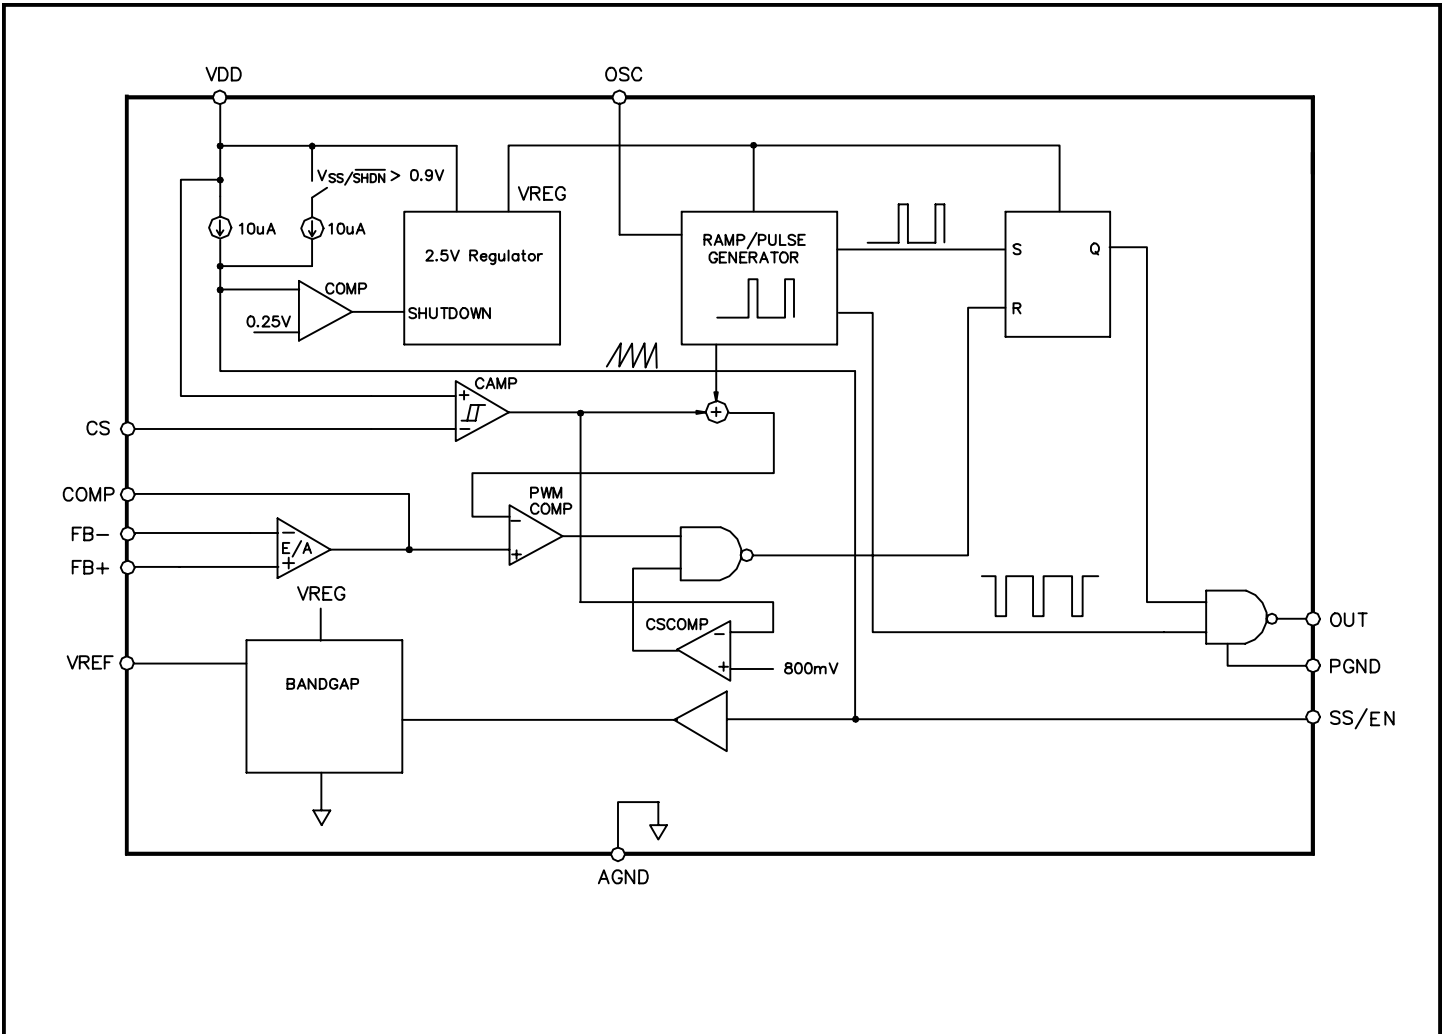 VDD
OSC
VSS/SHDN > 0.9V
VREG
10uA
10uA
2.5V Regulator
RAMP/PULSE
GENERATOR
S
Q
COMP
0.25V
SHUTDOWN
R
CAMP
+
−
+
CS
COMP
PWM
COMP
−
+
FB−
−
E/A
+
FB+
VREG
CSCOMP
−
+
800mV
OUT
VREF
PGND
BANDGAP
SS/EN
AGND